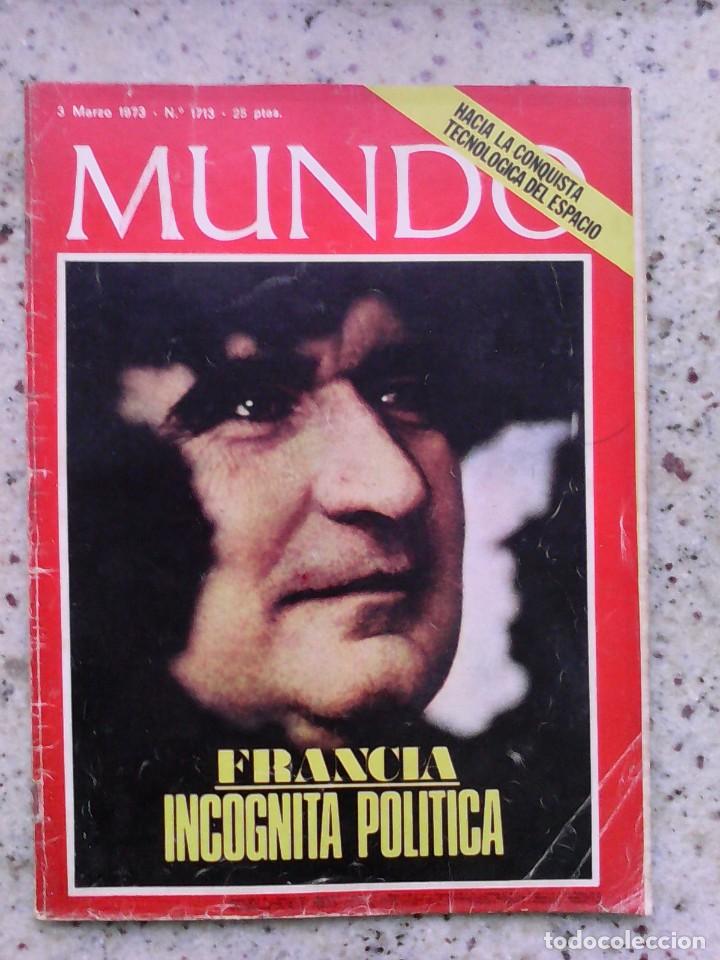 3 Marzo 1973 - N.º 1713 - 25 ptas.
HACIA LA CONQUISTA
TECNOLOGICA DEL ESPACIO
MUNDO
FRANCIA
INCOGNITA POLITICA
todocoleccion